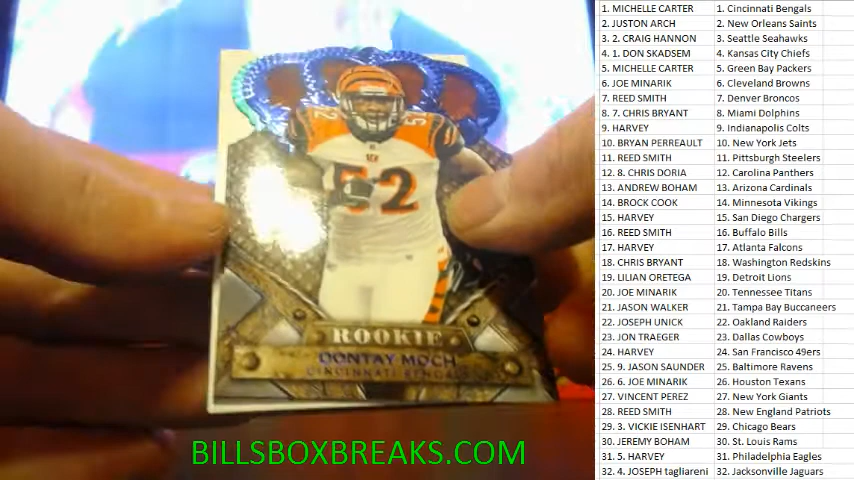 52
52
ROOKIE
DONTAY MOCH
CINCINNATI BENGALS
BILLSBOXBREAKS.COM
1. MICHELLE CARTER 1. Cincinnati Bengals
2. JUSTON ARCH 2. New Orleans Saints
3. 2. CRAIG HANNON 3. Seattle Seahawks
4. 1. DON SKADSEM 4. Kansas City Chiefs
5. MICHELLE CARTER 5. Green Bay Packers
6. JOE MINARIK 6. Cleveland Browns
7. REED SMITH 7. Denver Broncos
8. 7. CHRIS BRYANT 8. Miami Dolphins
9. HARVEY 9. Indianapolis Colts
10. BRYAN PERREAULT 10. New York Jets
11. REED SMITH 11. Pittsburgh Steelers
12. 8. CHRIS DORIA 12. Carolina Panthers
13. ANDREW BOHAM 13. Arizona Cardinals
14. BROCK COOK 14. Minnesota Vikings
15. HARVEY 15. San Diego Chargers
16. REED SMITH 16. Buffalo Bills
17. HARVEY 17. Atlanta Falcons
18. CHRIS BRYANT 18. Washington Redskins
19. LILIAN ORETEGA 19. Detroit Lions
20. JOE MINARIK 20. Tennessee Titans
21. JASON WALKER 21. Tampa Bay Buccaneers
22. JOSEPH UNICK 22. Oakland Raiders
23. JON TRAEGER 23. Dallas Cowboys
24. HARVEY 24. San Francisco 49ers
25. 9. JASON SAUNDER 25. Baltimore Ravens
26. 6. JOE MINARIK 26. Houston Texans
27. VINCENT PEREZ 27. New York Giants
28. REED SMITH 28. New England Patriots
29. 3. VICKIE ISENHART 29. Chicago Bears
30. JEREMY BOHAM 30. St. Louis Rams
31. 5. HARVEY 31. Philadelphia Eagles
32. 4. JOSEPH tagliareni 32. Jacksonville Jaguars